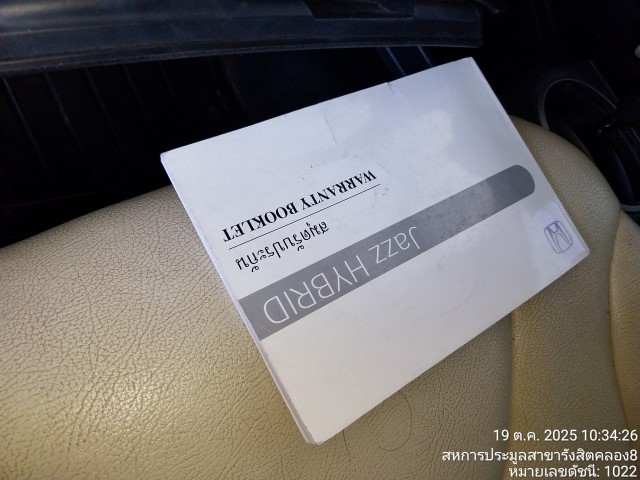 Jazz HYBRID
สมุดรับประกัน
WARRANTY BOOKLET
19 ต.ค. 2025 10:34:26
สหการประมูลสาขารังสิตคลอง8
หมายเลขดัชนี: 1022